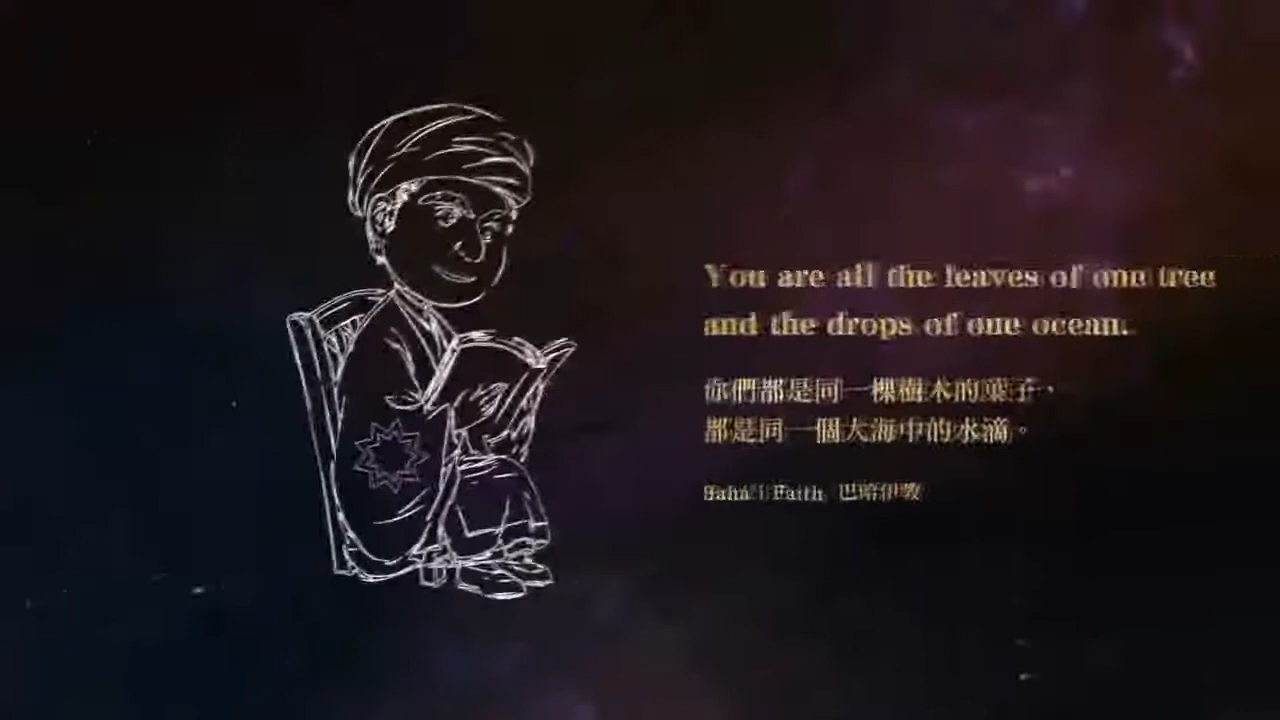 You are all the leaves of one tree
and the drops of one ocean.
你們都是同一棵樹木的葉子,
都是同一個大海中的水滴。
Bahá'í Faith 巴哈伊教